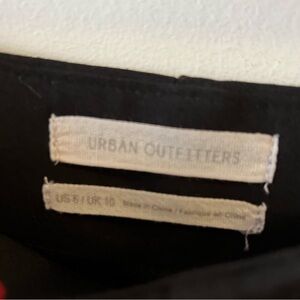 URBAN OUTFITTERS
US 6 / UK 10 Made in China / Fabriqué en Chine